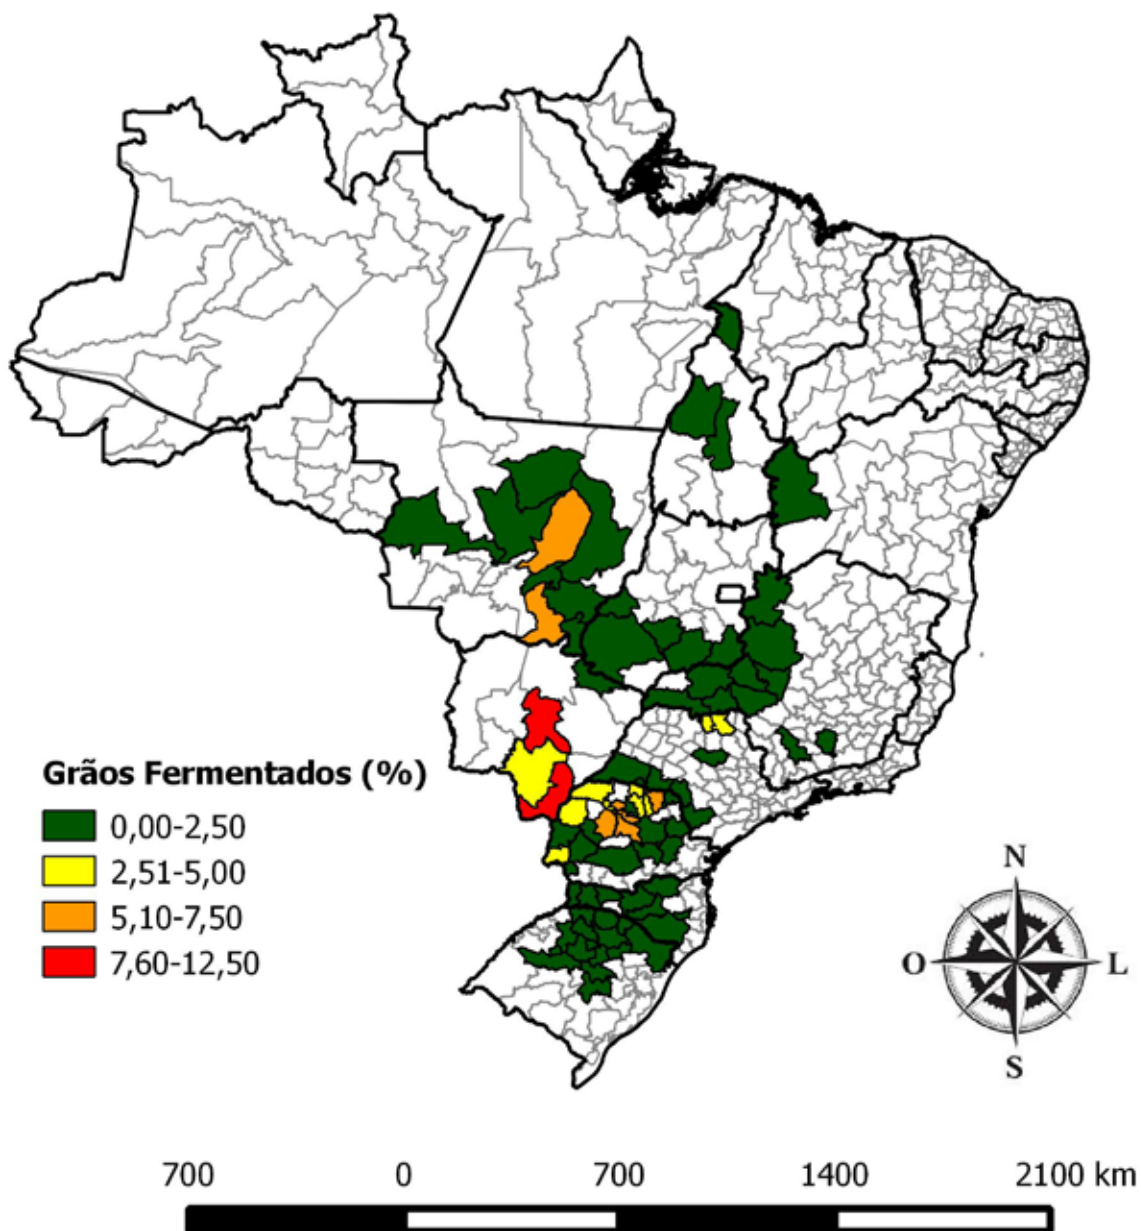 Grãos Fermentados (%)
0,00-2,50
2,51-5,00
5,10-7,50
7,60-12,50
N
O
L
S
700 0 700 1400 2100 km